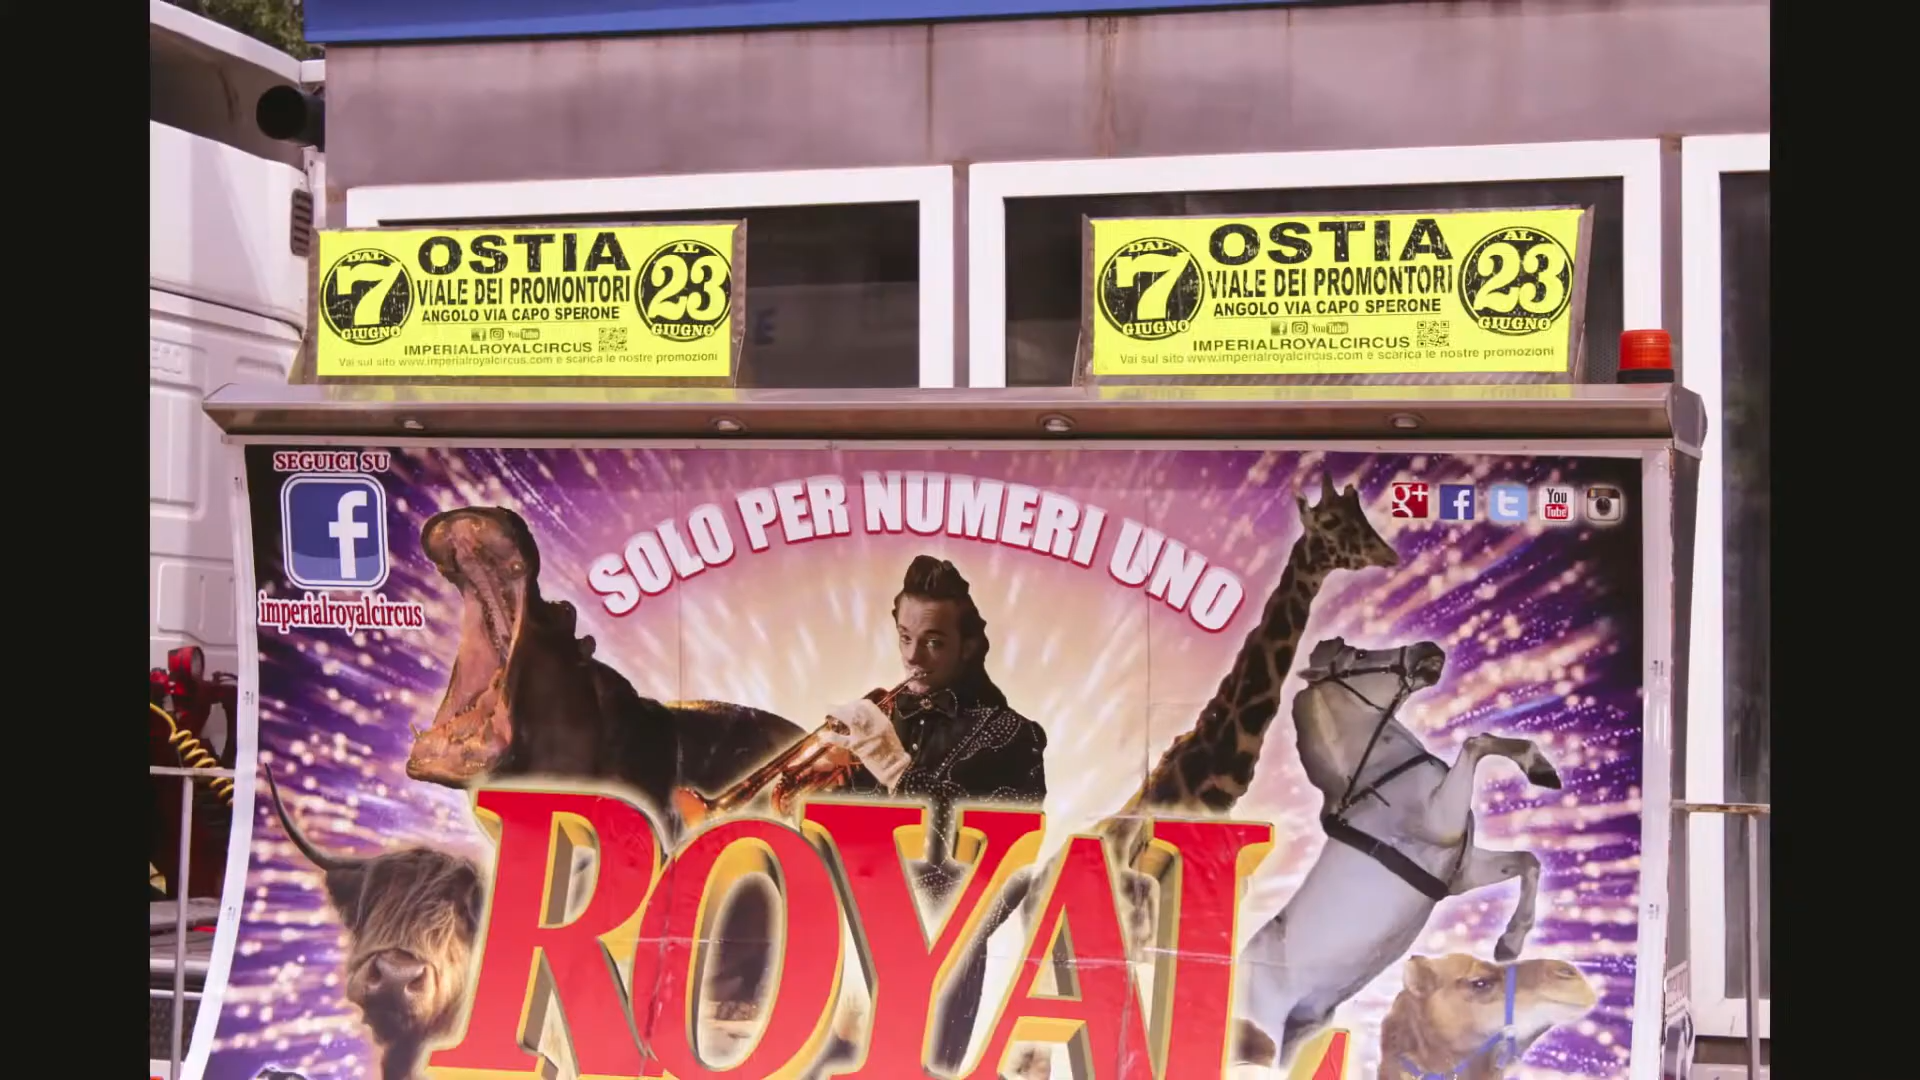 DAL
7
GIUGNO
OSTIA
VIALE DEI PROMONTORI
ANGOLO VIA CAPO SPERONE
YouTube
IMPERIALROYALCIRCUS
Vai sul sito www.imperialroyalcircus.com e scarica le nostre promozioni
AL
23
GIUGNO
DAL
7
GIUGNO
OSTIA
VIALE DEI PROMONTORI
ANGOLO VIA CAPO SPERONE
YouTube
IMPERIALROYALCIRCUS
Vai sul sito www.imperialroyalcircus.com e scarica le nostre promozioni
AL
23
GIUGNO
SEGUICI SU
f
imperialroyalcircus
SOLO PER NUMERI UNO
g+ f t You Tube
ROYAL